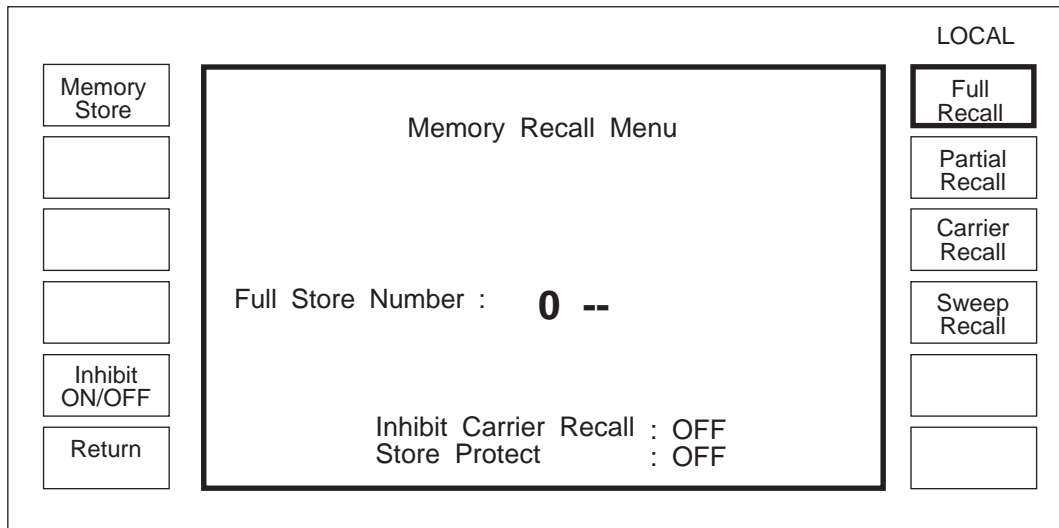 LOCAL
Memory
Store
Inhibit
ON/OFF
Return
Memory Recall Menu
Full Store Number : 0 --
Inhibit Carrier Recall : OFF
Store Protect : OFF
Full
Recall
Partial
Recall
Carrier
Recall
Sweep
Recall